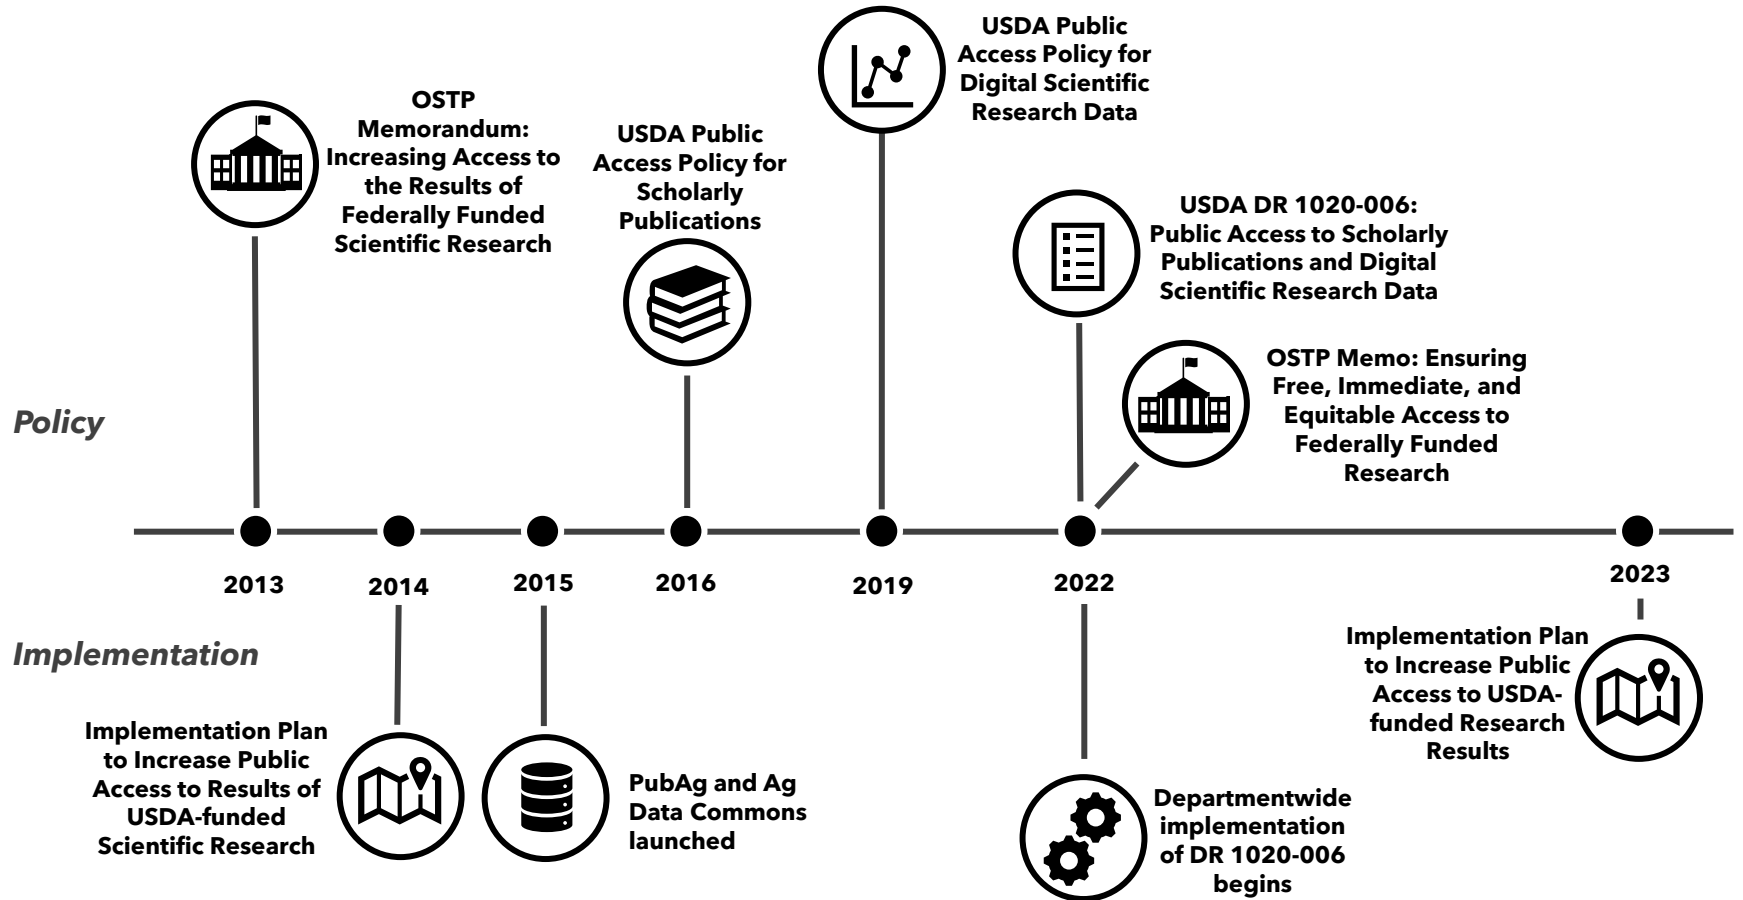 OSTP
Memorandum:
Increasing Access to
the Results of
Federally Funded
Scientific Research
USDA Public
Access Policy for
Scholarly
Publications
USDA Public
Access Policy for
Digital Scientific
Research Data
USDA DR 1020-006:
Public Access to Scholarly
Publications and Digital
Scientific Research Data
OSTP Memo: Ensuring
Free, Immediate, and
Equitable Access to
Federally Funded
Research
Policy
2013
2014
2015
2016
2019
2022
2023
Implementation
Implementation Plan
to Increase Public
Access to Results of
USDA-funded
Scientific Research
PubAg and Ag
Data Commons
launched
Departmentwide
implementation
of DR 1020-006
begins
Implementation Plan
to Increase Public
Access to USDA-
funded Research
Results